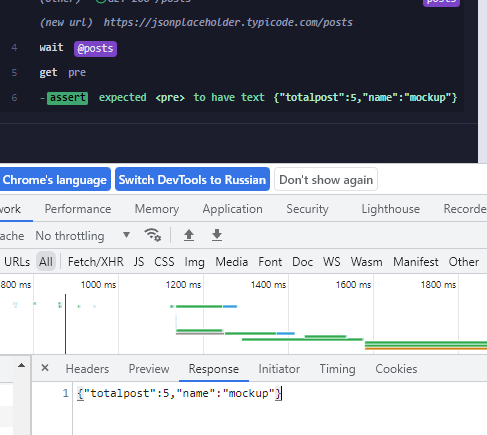 (other) GET 200 /posts posts
(new url) https://jsonplaceholder.typicode.com/posts
4 wait @posts
5 get pre
6 -assert expected <pre> to have text {"totalpost":5,"name":"mockup"}
Chrome's language Switch DevTools to Russian Don't show again
work Performance Memory Application Security Lighthouse Recorde
ache No throttling
URLs All Fetch/XHR JS CSS Img Media Font Doc WS Wasm Manifest Other
800 ms 1000 ms 1200 ms 1400 ms 1600 ms 1800 ms
Headers Preview Response Initiator Timing Cookies
1 {"totalpost":5,"name":"mockup"}